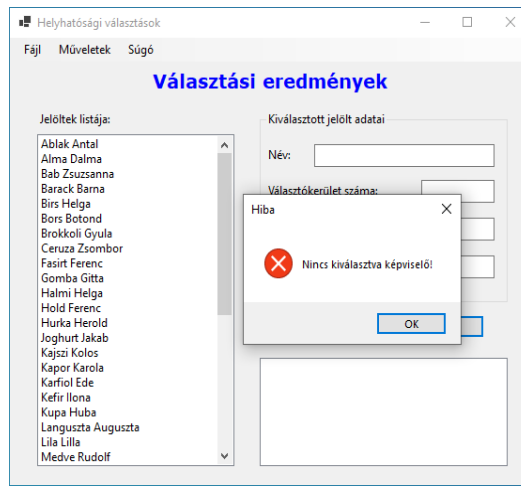 Helyhatósági választások
Fájl Műveletek Súgó
Választási eredmények
Jelöltek listája:
Ablak Antal
Alma Dalma
Bab Zsuzsanna
Barack Barna
Birs Helga
Bors Botond
Brokkoli Gyula
Ceruza Zsombor
Fasirt Ferenc
Gomba Gitta
Halmi Helga
Hold Ferenc
Hurka Herold
Joghurt Jakab
Kajszi Kolos
Kapor Karola
Karfiol Ede
Kefir Ilona
Kupa Huba
Languszta Auguszta
Lila Lilla
Medve Rudolf
Kiválasztott jelölt adatai
Név:
Választókerület száma:
Hiba
Nincs kiválasztva képviselő!
OK